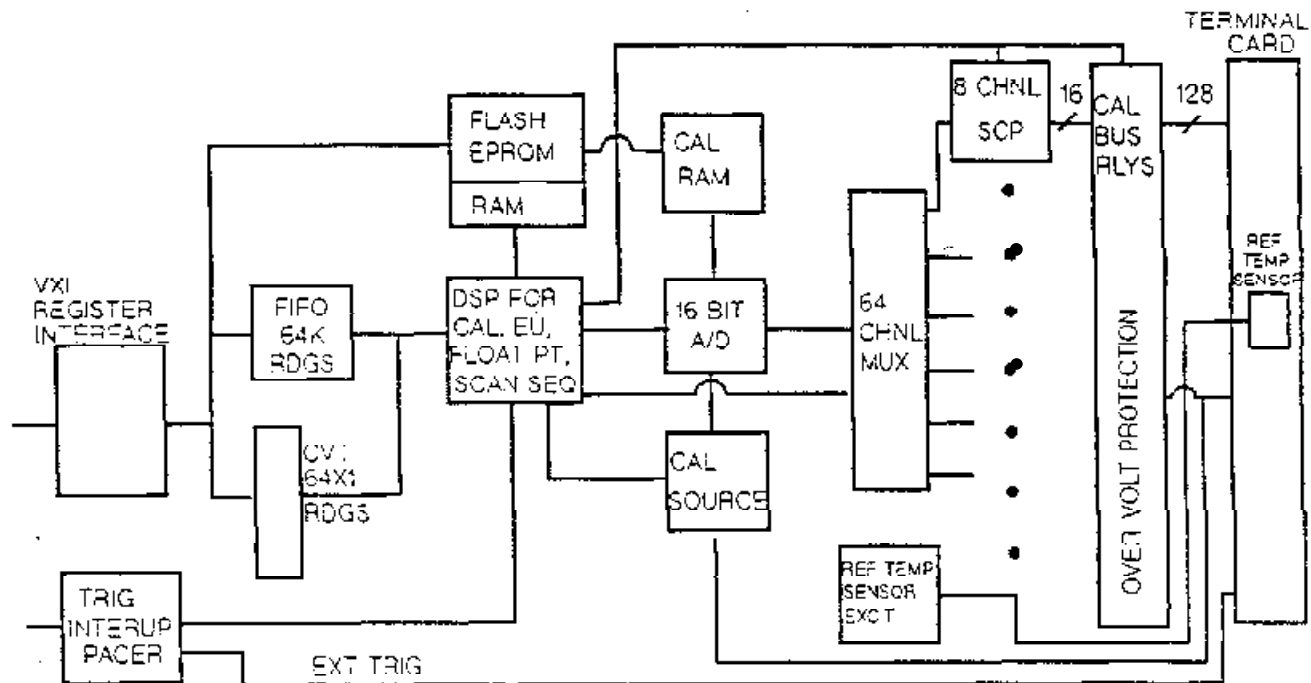 TERMINAL
CARD
FLASH
EPROM
RAM
CAL
RAM
8 CHNL
SCP
16
CAL
BUS
RLYS
128
VXI
REGISTER
INTERFACE
FIFO
64K
RDGS
DSP FOR
CAL, EU,
FLOAT PT,
SCAN SEQ
16 BIT
A/D
64
CHNL
MUX
REF
TEMP
SENSOR
64X1
RDGS
CAL
SOURCE
OVER VOLT PROTECTION
REF TEMP
SENSOR
EXCIT
TRIG
INTERUP
PACER
EXT TRIG